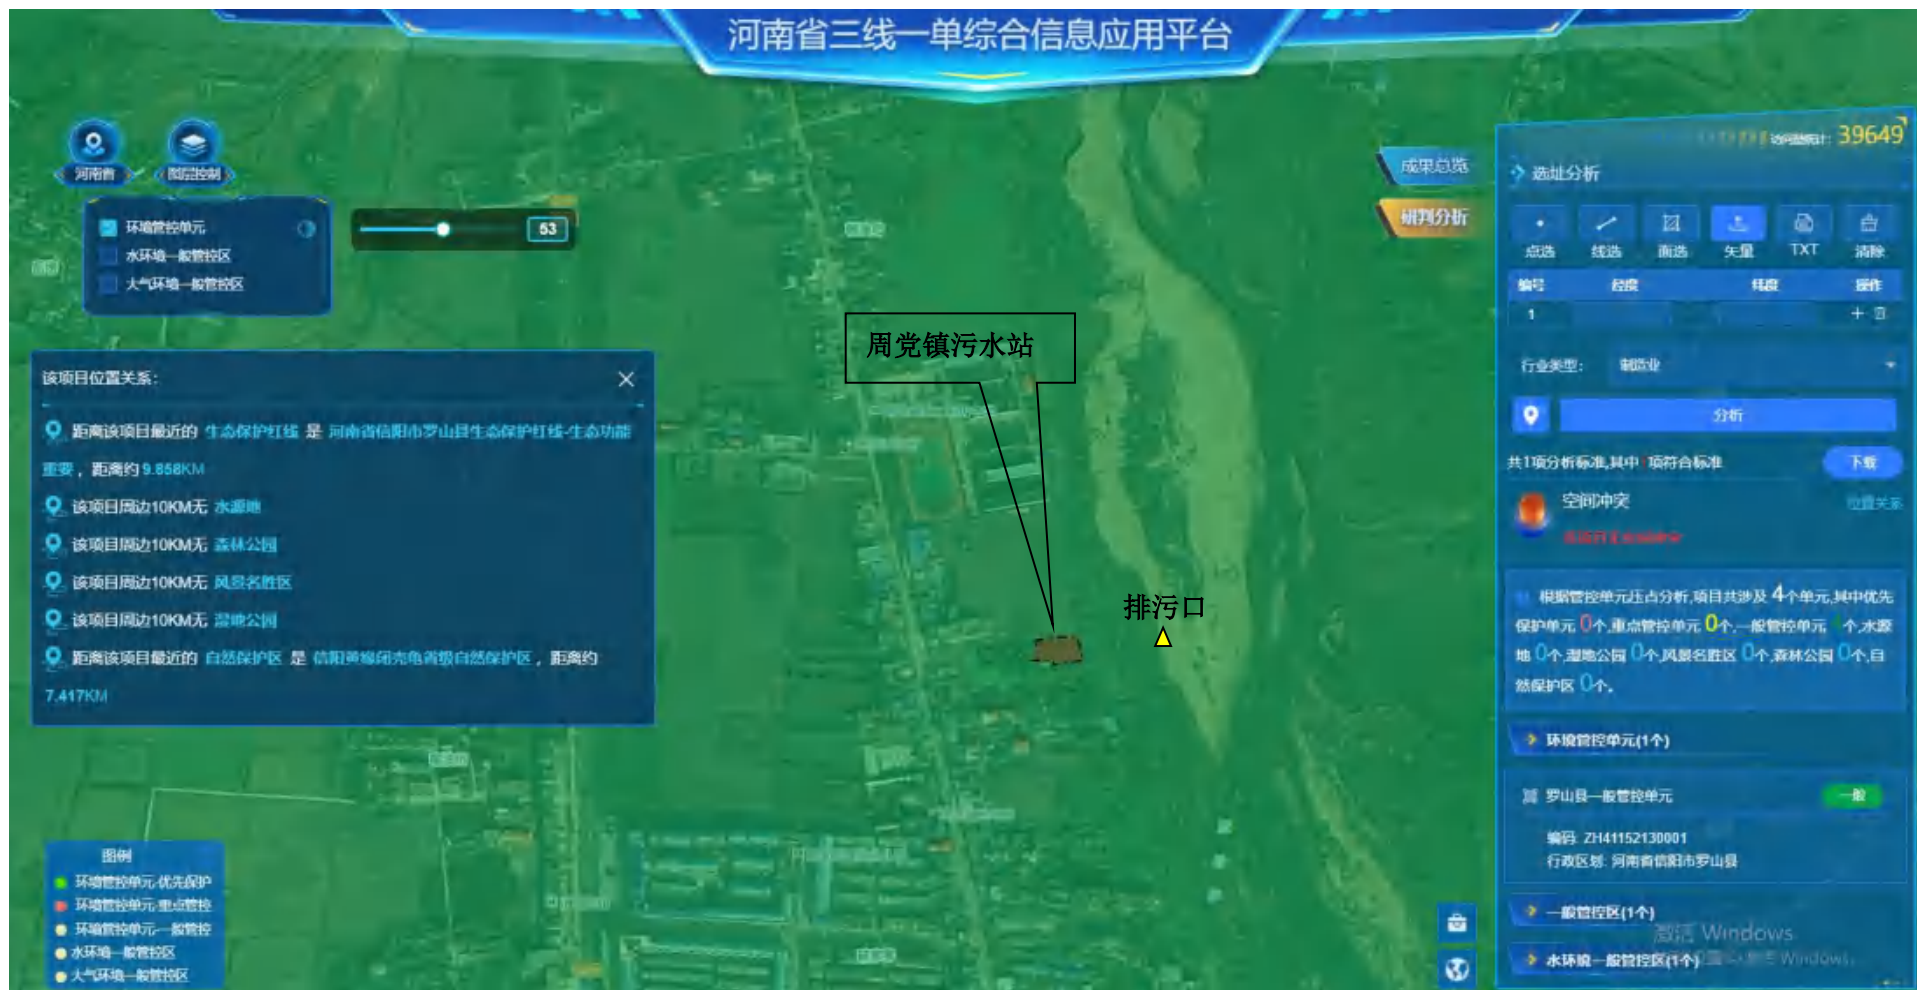 河南省三线一单综合信息应用平台
39649
河南省
图层控制
成果总览
研判分析
环境管控单元
水环境一般管控区
大气环境一般管控区
53
选址分析
点选
线选
面选
矢量
TXT
清除
编号
经度
纬度
操作
1
行业类型:
制造业
分析
共1项分析标准,其中
项符合标准
下载
空间冲突
位置关系
根据管控单元压占分析,项目共涉及 4个单元,其中优先
保护单元 0个,重点管控单元 0个,一般管控单元
个,水源
地 0个,湿地公园 0个,风景名胜区 0个,森林公园 0个,自
然保护区 0个。
环境管控单元(1个)
罗山县一般管控单元
一般
编码: ZH41152130001
行政区划: 河南省信阳市罗山县
一般管控区(1个)
水环境一般管控区(1个)
激活 Windows
该项目位置关系:
距离该项目最近的 生态保护红线 是 河南省信阳市罗山县生态保护红线-生态功能
重要，距离约 9.858KM
该项目周边10KM无 水源地
该项目周边10KM无 森林公园
该项目周边10KM无 风景名胜区
该项目周边10KM无 湿地公园
距离该项目最近的 自然保护区 是 信阳黄缘闭壳龟省级自然保护区，距离约
7.417KM
周党镇污水站
排污口
图例
环境管控单元-优先保护
环境管控单元-重点管控
环境管控单元-一般管控
水环境一般管控区
大气环境一般管控区